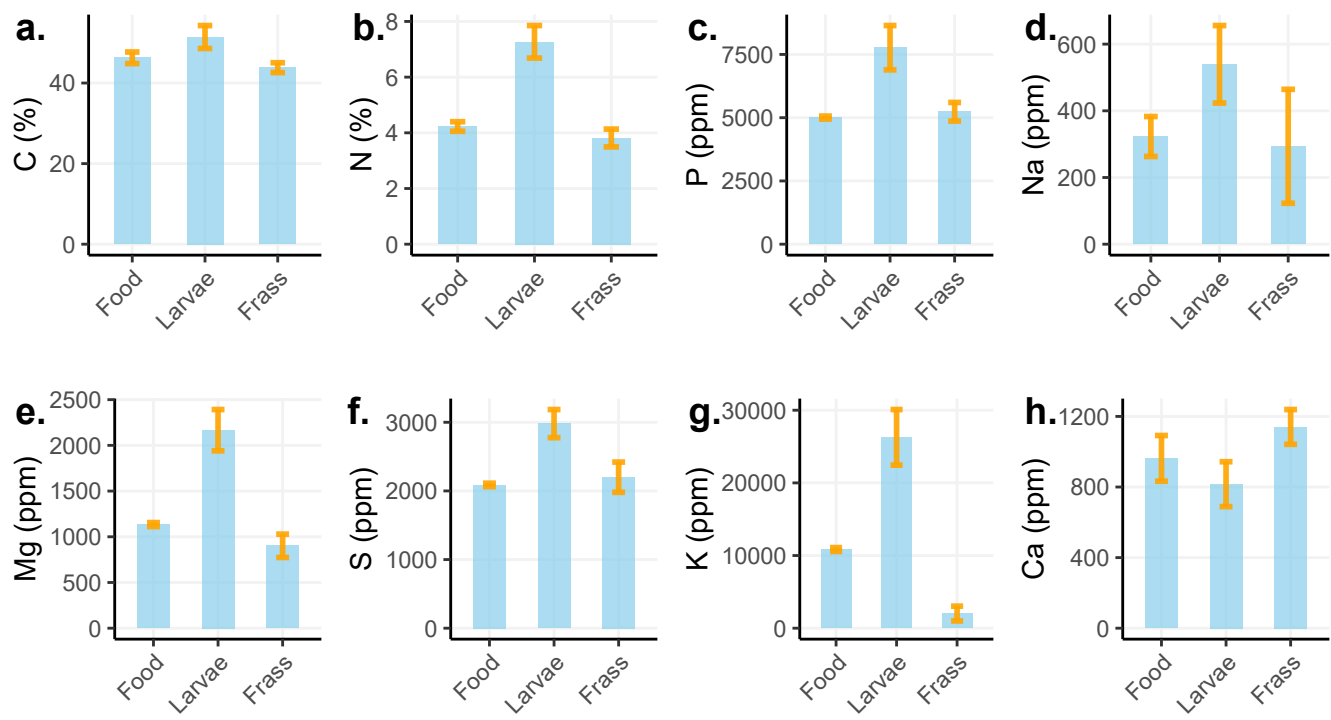 a.
C (%)
40
20
0
Food
Larvae
Frass
b.
N (%)
8
6
4
2
0
Food
Larvae
Frass
c.
P (ppm)
7500
5000
2500
0
Food
Larvae
Frass
d.
Na (ppm)
600
400
200
0
Food
Larvae
Frass
e.
Mg (ppm)
2500
2000
1500
1000
500
0
Food
Larvae
Frass
f.
S (ppm)
3000
2000
1000
0
Food
Larvae
Frass
g.
K (ppm)
30000
20000
10000
0
Food
Larvae
Frass
h.
Ca (ppm)
1200
800
400
0
Food
Larvae
Frass